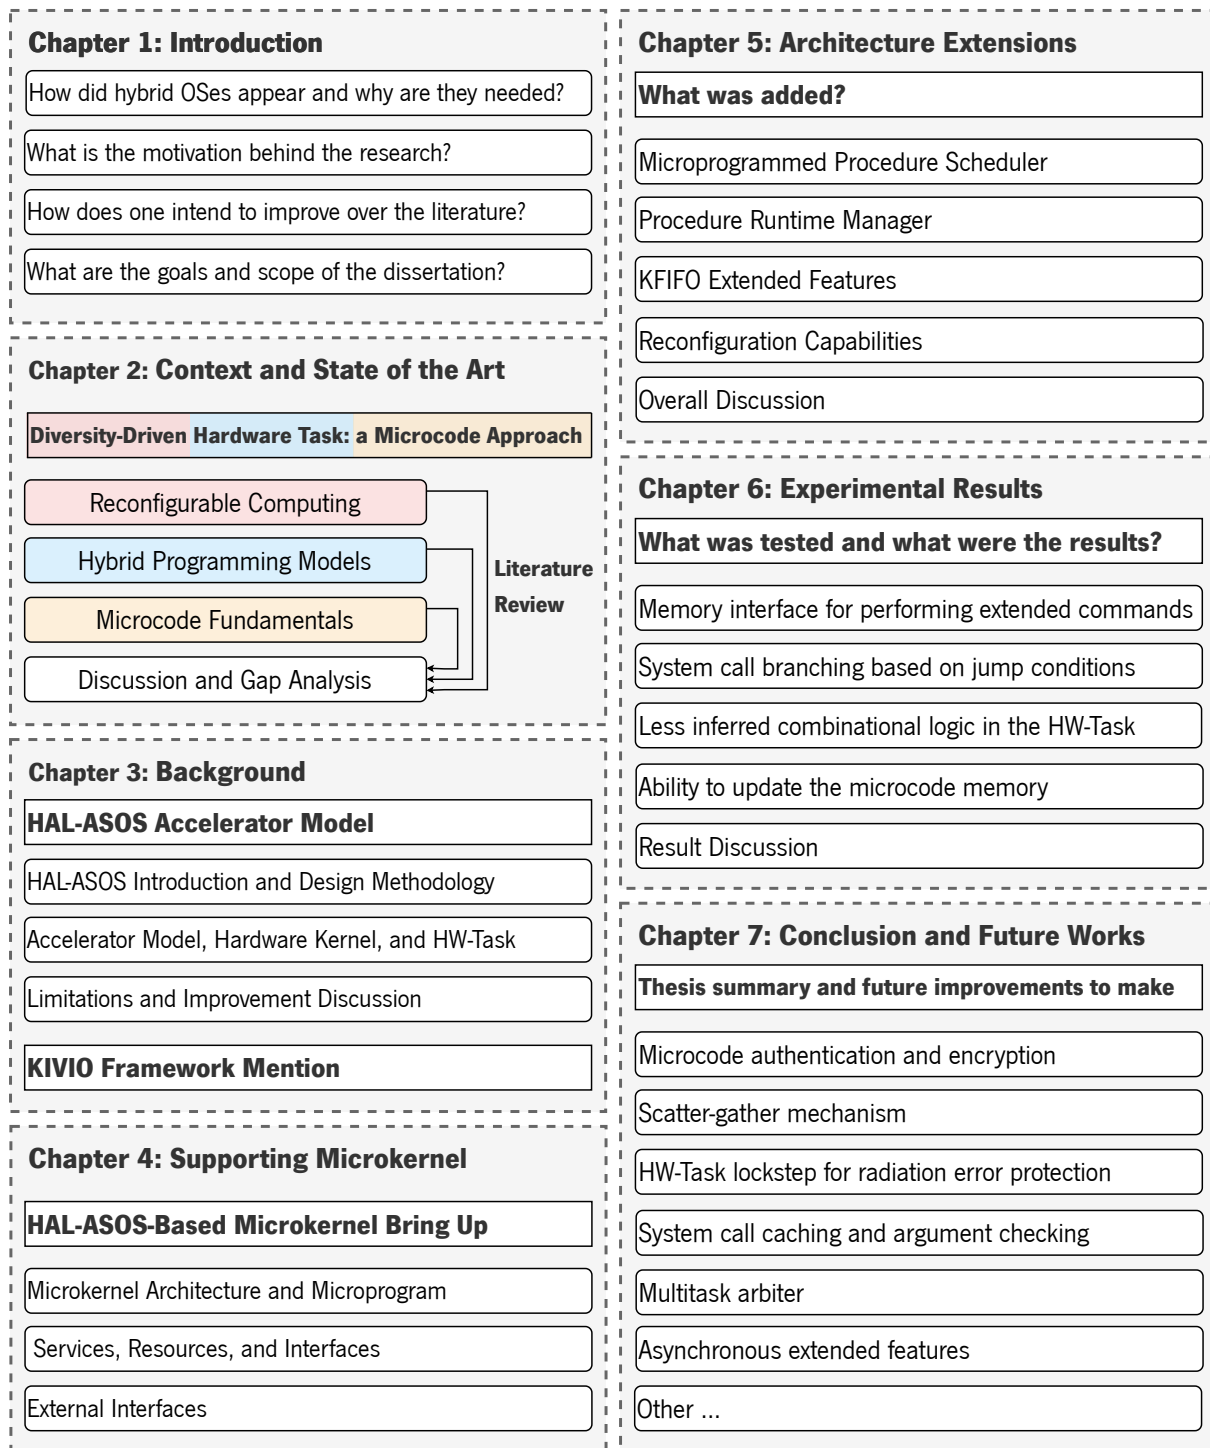 Chapter 1: Introduction
How did hybrid OSes appear and why are they needed?
What is the motivation behind the research?
How does one intend to improve over the literature?
What are the goals and scope of the dissertation?
Chapter 2: Context and State of the Art
Diversity-Driven Hardware Task: a Microcode Approach
Reconfigurable Computing
Hybrid Programming Models
Microcode Fundamentals
Discussion and Gap Analysis
Literature
Review
Chapter 3: Background
HAL-ASOS Accelerator Model
HAL-ASOS Introduction and Design Methodology
Accelerator Model, Hardware Kernel, and HW-Task
Limitations and Improvement Discussion
KIVIO Framework Mention
Chapter 4: Supporting Microkernel
HAL-ASOS-Based Microkernel Bring Up
Microkernel Architecture and Microprogram
Services, Resources, and Interfaces
External Interfaces
Chapter 5: Architecture Extensions
What was added?
Microprogrammed Procedure Scheduler
Procedure Runtime Manager
KFIFO Extended Features
Reconfiguration Capabilities
Overall Discussion
Chapter 6: Experimental Results
What was tested and what were the results?
Memory interface for performing extended commands
System call branching based on jump conditions
Less inferred combinational logic in the HW-Task
Ability to update the microcode memory
Result Discussion
Chapter 7: Conclusion and Future Works
Thesis summary and future improvements to make
Microcode authentication and encryption
Scatter-gather mechanism
HW-Task lockstep for radiation error protection
System call caching and argument checking
Multitask arbiter
Asynchronous extended features
Other ...